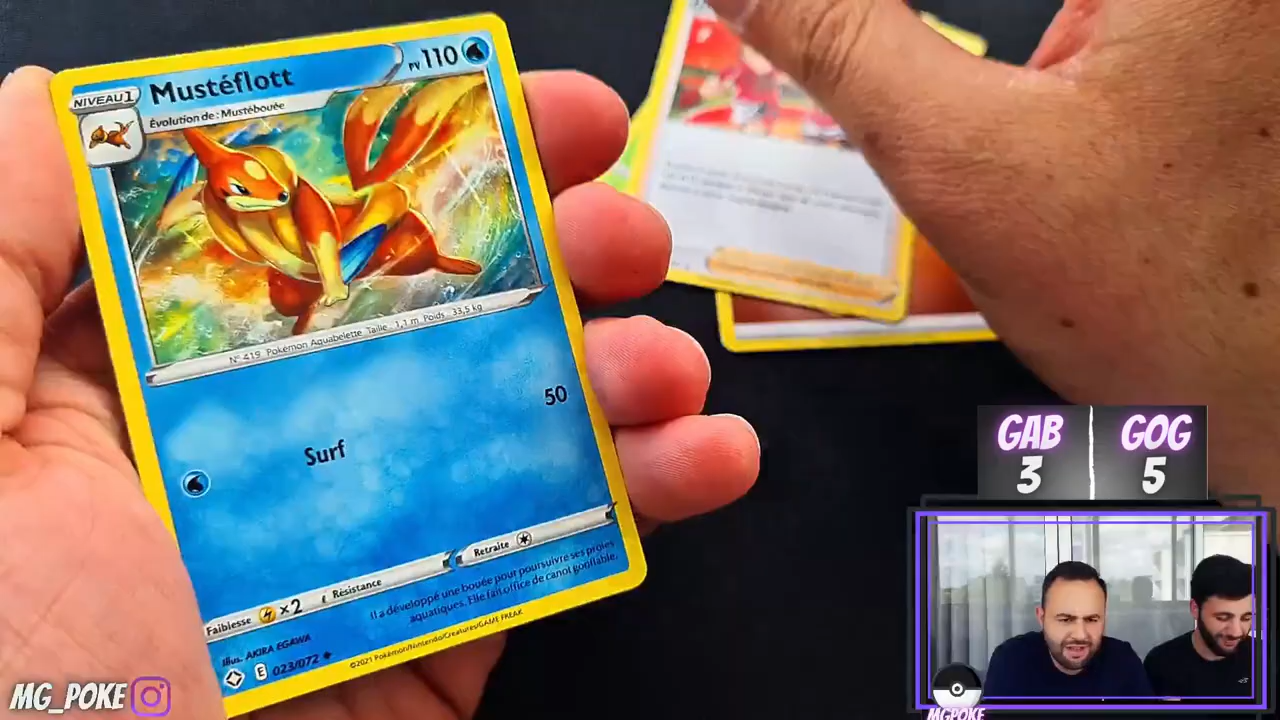 NIVEAU 1
Mustéflott
PV 110
Évolution de : Mustébouée
N° 419 Pokémon Aquabelette Taille : 1,1 m Poids : 33,5 kg
Surf
50
Faiblesse
×2
Résistance
Retraite
Il a développé une bouée pour poursuivre ses proies
aquatiques. Elle fait office de canot gonflable.
Illus. AKIRA EGAWA
E 023/072
©2021 Pokémon/Nintendo/Creatures/GAME FREAK
GAB
GOG
3
5
MG_POKE
MGPOKE